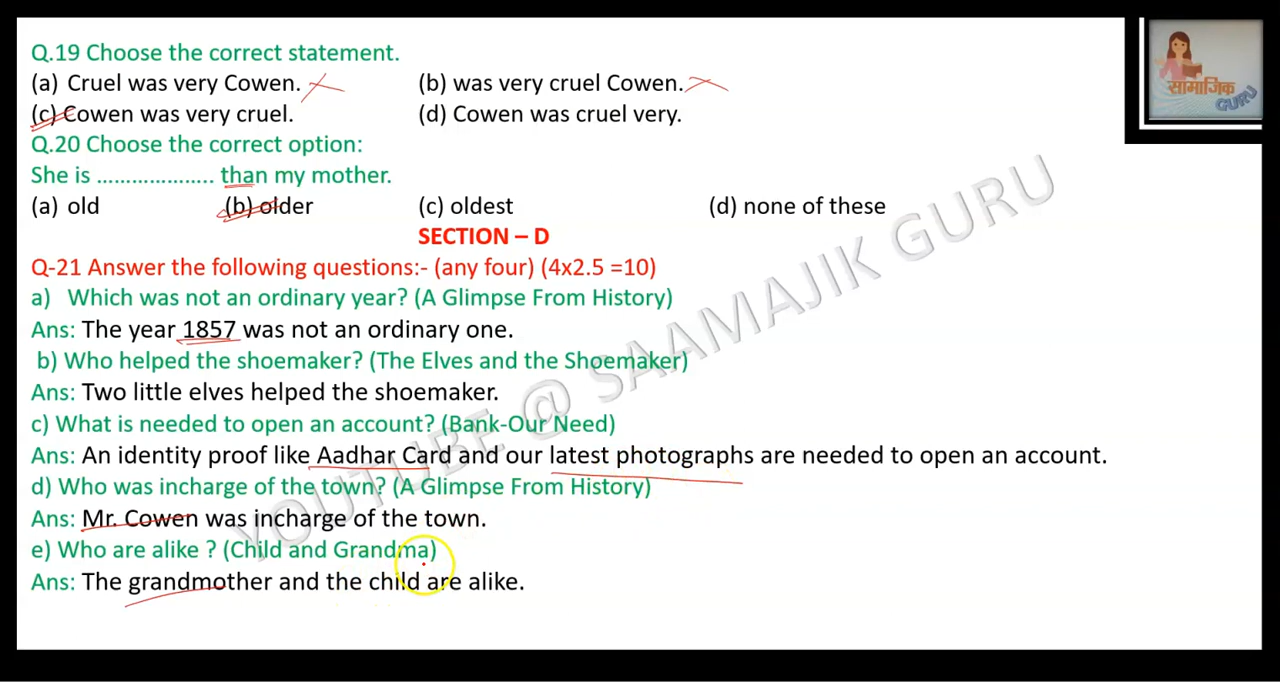 Q.19 Choose the correct statement.
(a) Cruel was very Cowen. (b) was very cruel Cowen.
(c) Cowen was very cruel. (d) Cowen was cruel very.
Q.20 Choose the correct option:
She is ................... than my mother.
(a) old (b) older (c) oldest (d) none of these
SECTION – D
Q-21 Answer the following questions:- (any four) (4x2.5 =10)
a) Which was not an ordinary year? (A Glimpse From History)
Ans: The year 1857 was not an ordinary one.
b) Who helped the shoemaker? (The Elves and the Shoemaker)
Ans: Two little elves helped the shoemaker.
c) What is needed to open an account? (Bank-Our Need)
Ans: An identity proof like Aadhar Card and our latest photographs are needed to open an account.
d) Who was incharge of the town? (A Glimpse From History)
Ans: Mr. Cowen was incharge of the town.
e) Who are alike ? (Child and Grandma)
Ans: The grandmother and the child are alike.
YOUTUBE @ SAAMAJIK GURU
सामाजिक
GURU